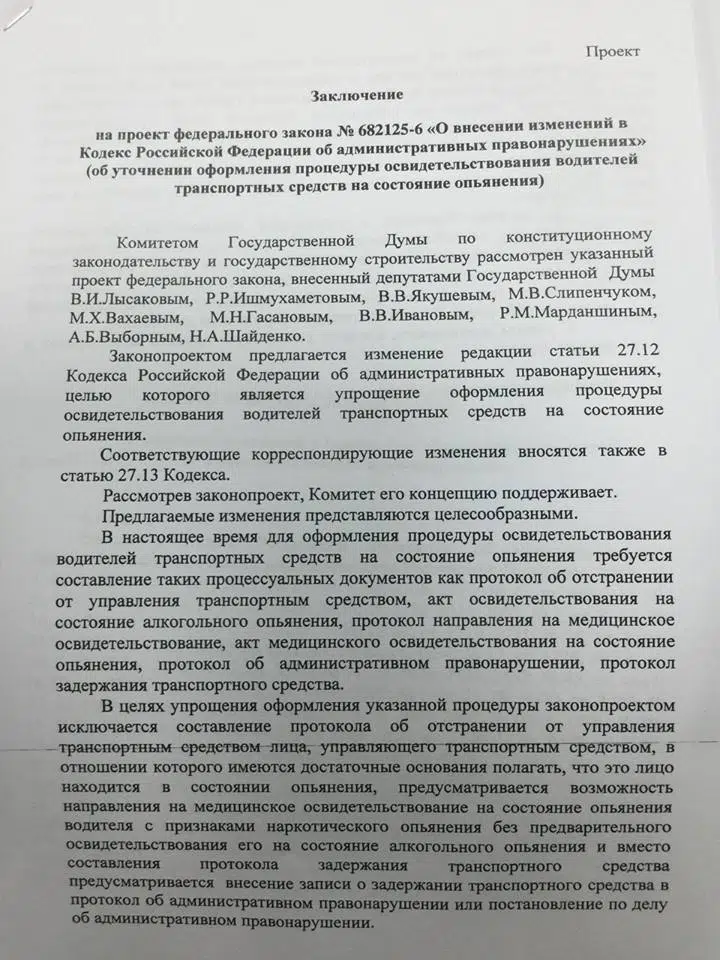 Проект
Заключение
на проект федерального закона № 682125-6 «О внесении изменений в
Кодекс Российской Федерации об административных правонарушениях»
(об уточнении оформления процедуры освидетельствования водителей
транспортных средств на состояние опьянения)
Комитетом Государственной Думы по конституционному
законодательству и государственному строительству рассмотрен указанный
проект федерального закона, внесенный депутатами Государственной Думы
В.И.Лысаковым, Р.Р.Ишмухаметовым, В.В.Якушевым, М.В.Слипенчуком,
М.Х.Вахаевым, М.Н.Гасановым, В.В.Ивановым, Р.М.Марданшиным,
А.Б.Выборным, Н.А.Шайденко.
Законопроектом предлагается изменение редакции статьи 27.12
Кодекса Российской Федерации об административных правонарушениях,
целью которого является упрощение оформления процедуры
освидетельствования водителей транспортных средств на состояние
опьянения.
Соответствующие корреспондирующие изменения вносятся также в
статью 27.13 Кодекса.
Рассмотрев законопроект, Комитет его концепцию поддерживает.
Предлагаемые изменения представляются целесообразными.
В настоящее время для оформления процедуры освидетельствования
водителей транспортных средств на состояние опьянения требуется
составление таких процессуальных документов как протокол об отстранении
от управления транспортным средством, акт освидетельствования на
состояние алкогольного опьянения, протокол направления на медицинское
освидетельствование, акт медицинского освидетельствования на состояние
опьянения, протокол об административном правонарушении, протокол
задержания транспортного средства.
В целях упрощения оформления указанной процедуры законопроектом
исключается составление протокола об отстранении от управления
транспортным средством лица, управляющего транспортным средством, в
отношении которого имеются достаточные основания полагать, что это лицо
находится в состоянии опьянения, предусматривается возможность
направления на медицинское освидетельствование на состояние опьянения
водителя с признаками наркотического опьянения без предварительного
освидетельствования его на состояние алкогольного опьянения и вместо
составления протокола задержания транспортного средства
предусматривается внесение записи о задержании транспортного средства в
протокол об административном правонарушении или постановление по делу
об административном правонарушении.